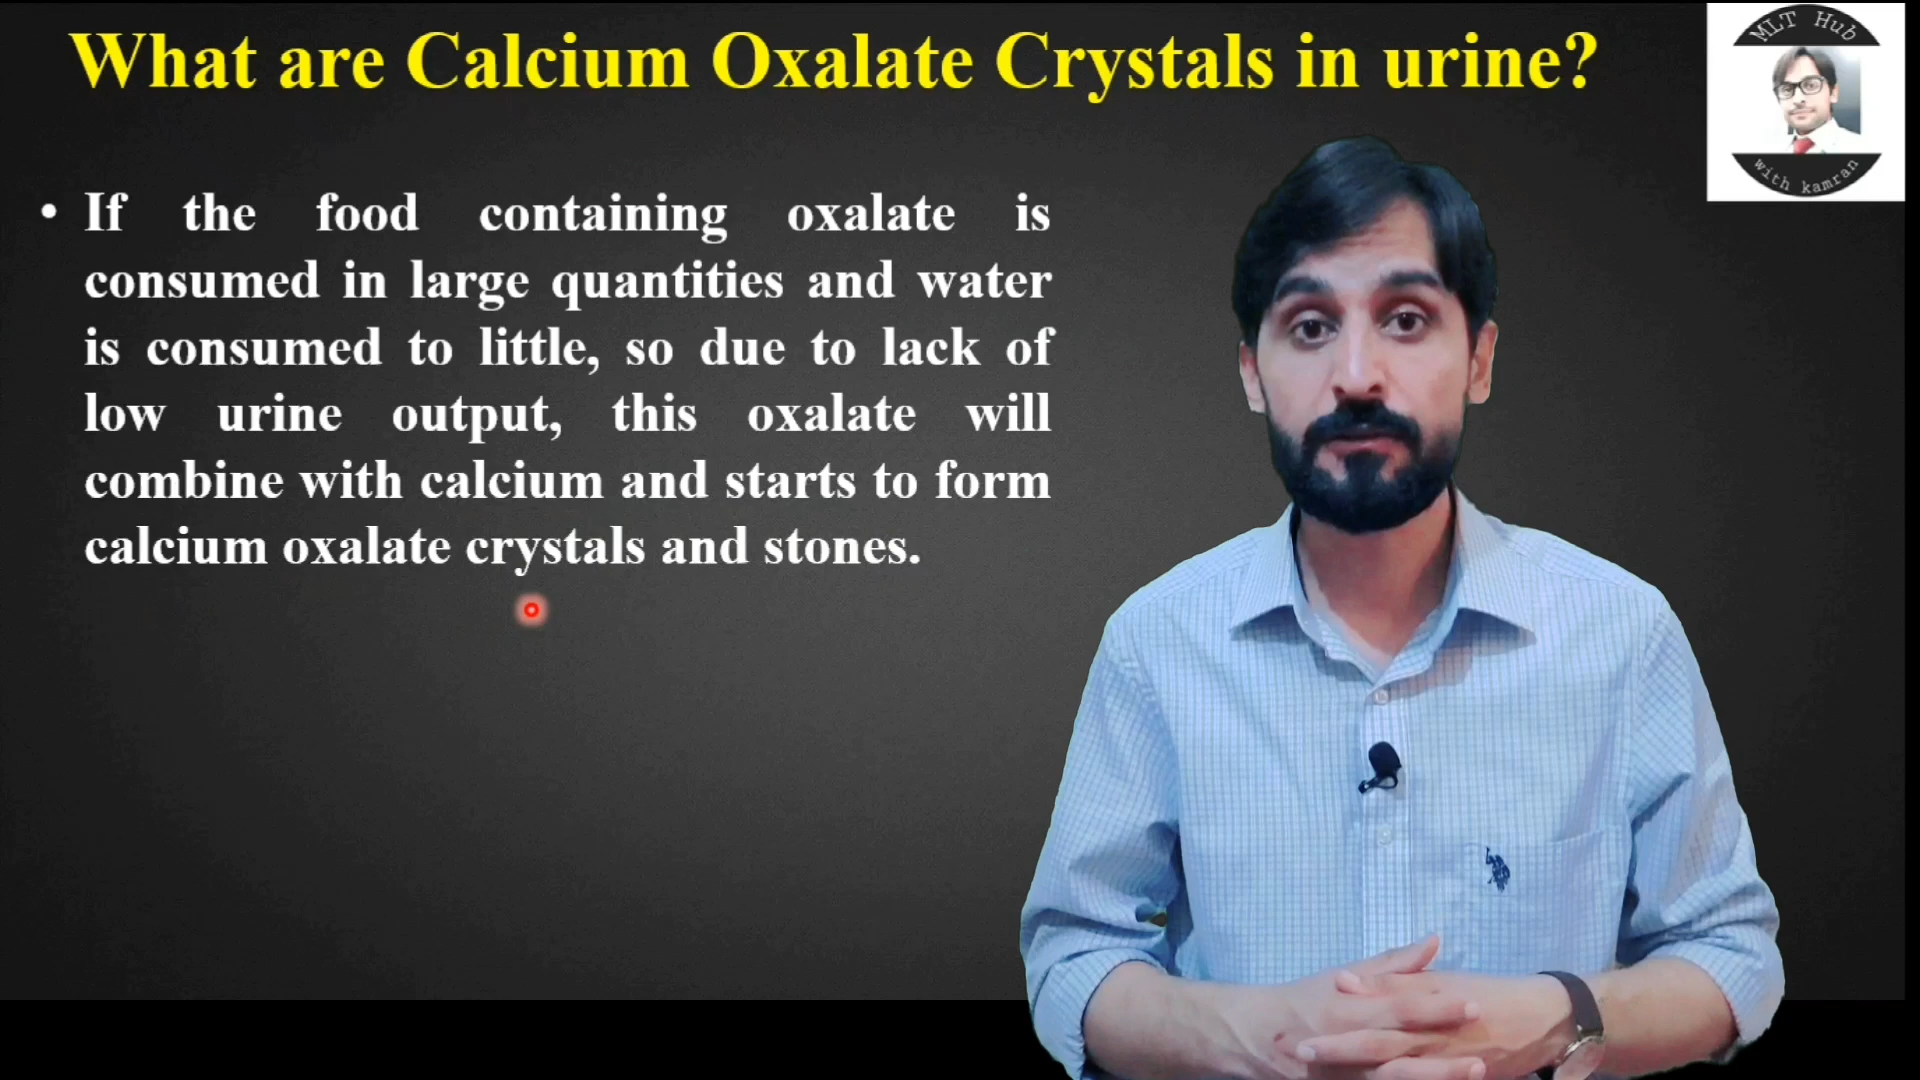 What are Calcium Oxalate Crystals in urine?
MLT Hub
with kamran
• If the food containing oxalate is
consumed in large quantities and water
is consumed to little, so due to lack of
low urine output, this oxalate will
combine with calcium and starts to form
calcium oxalate crystals and stones.